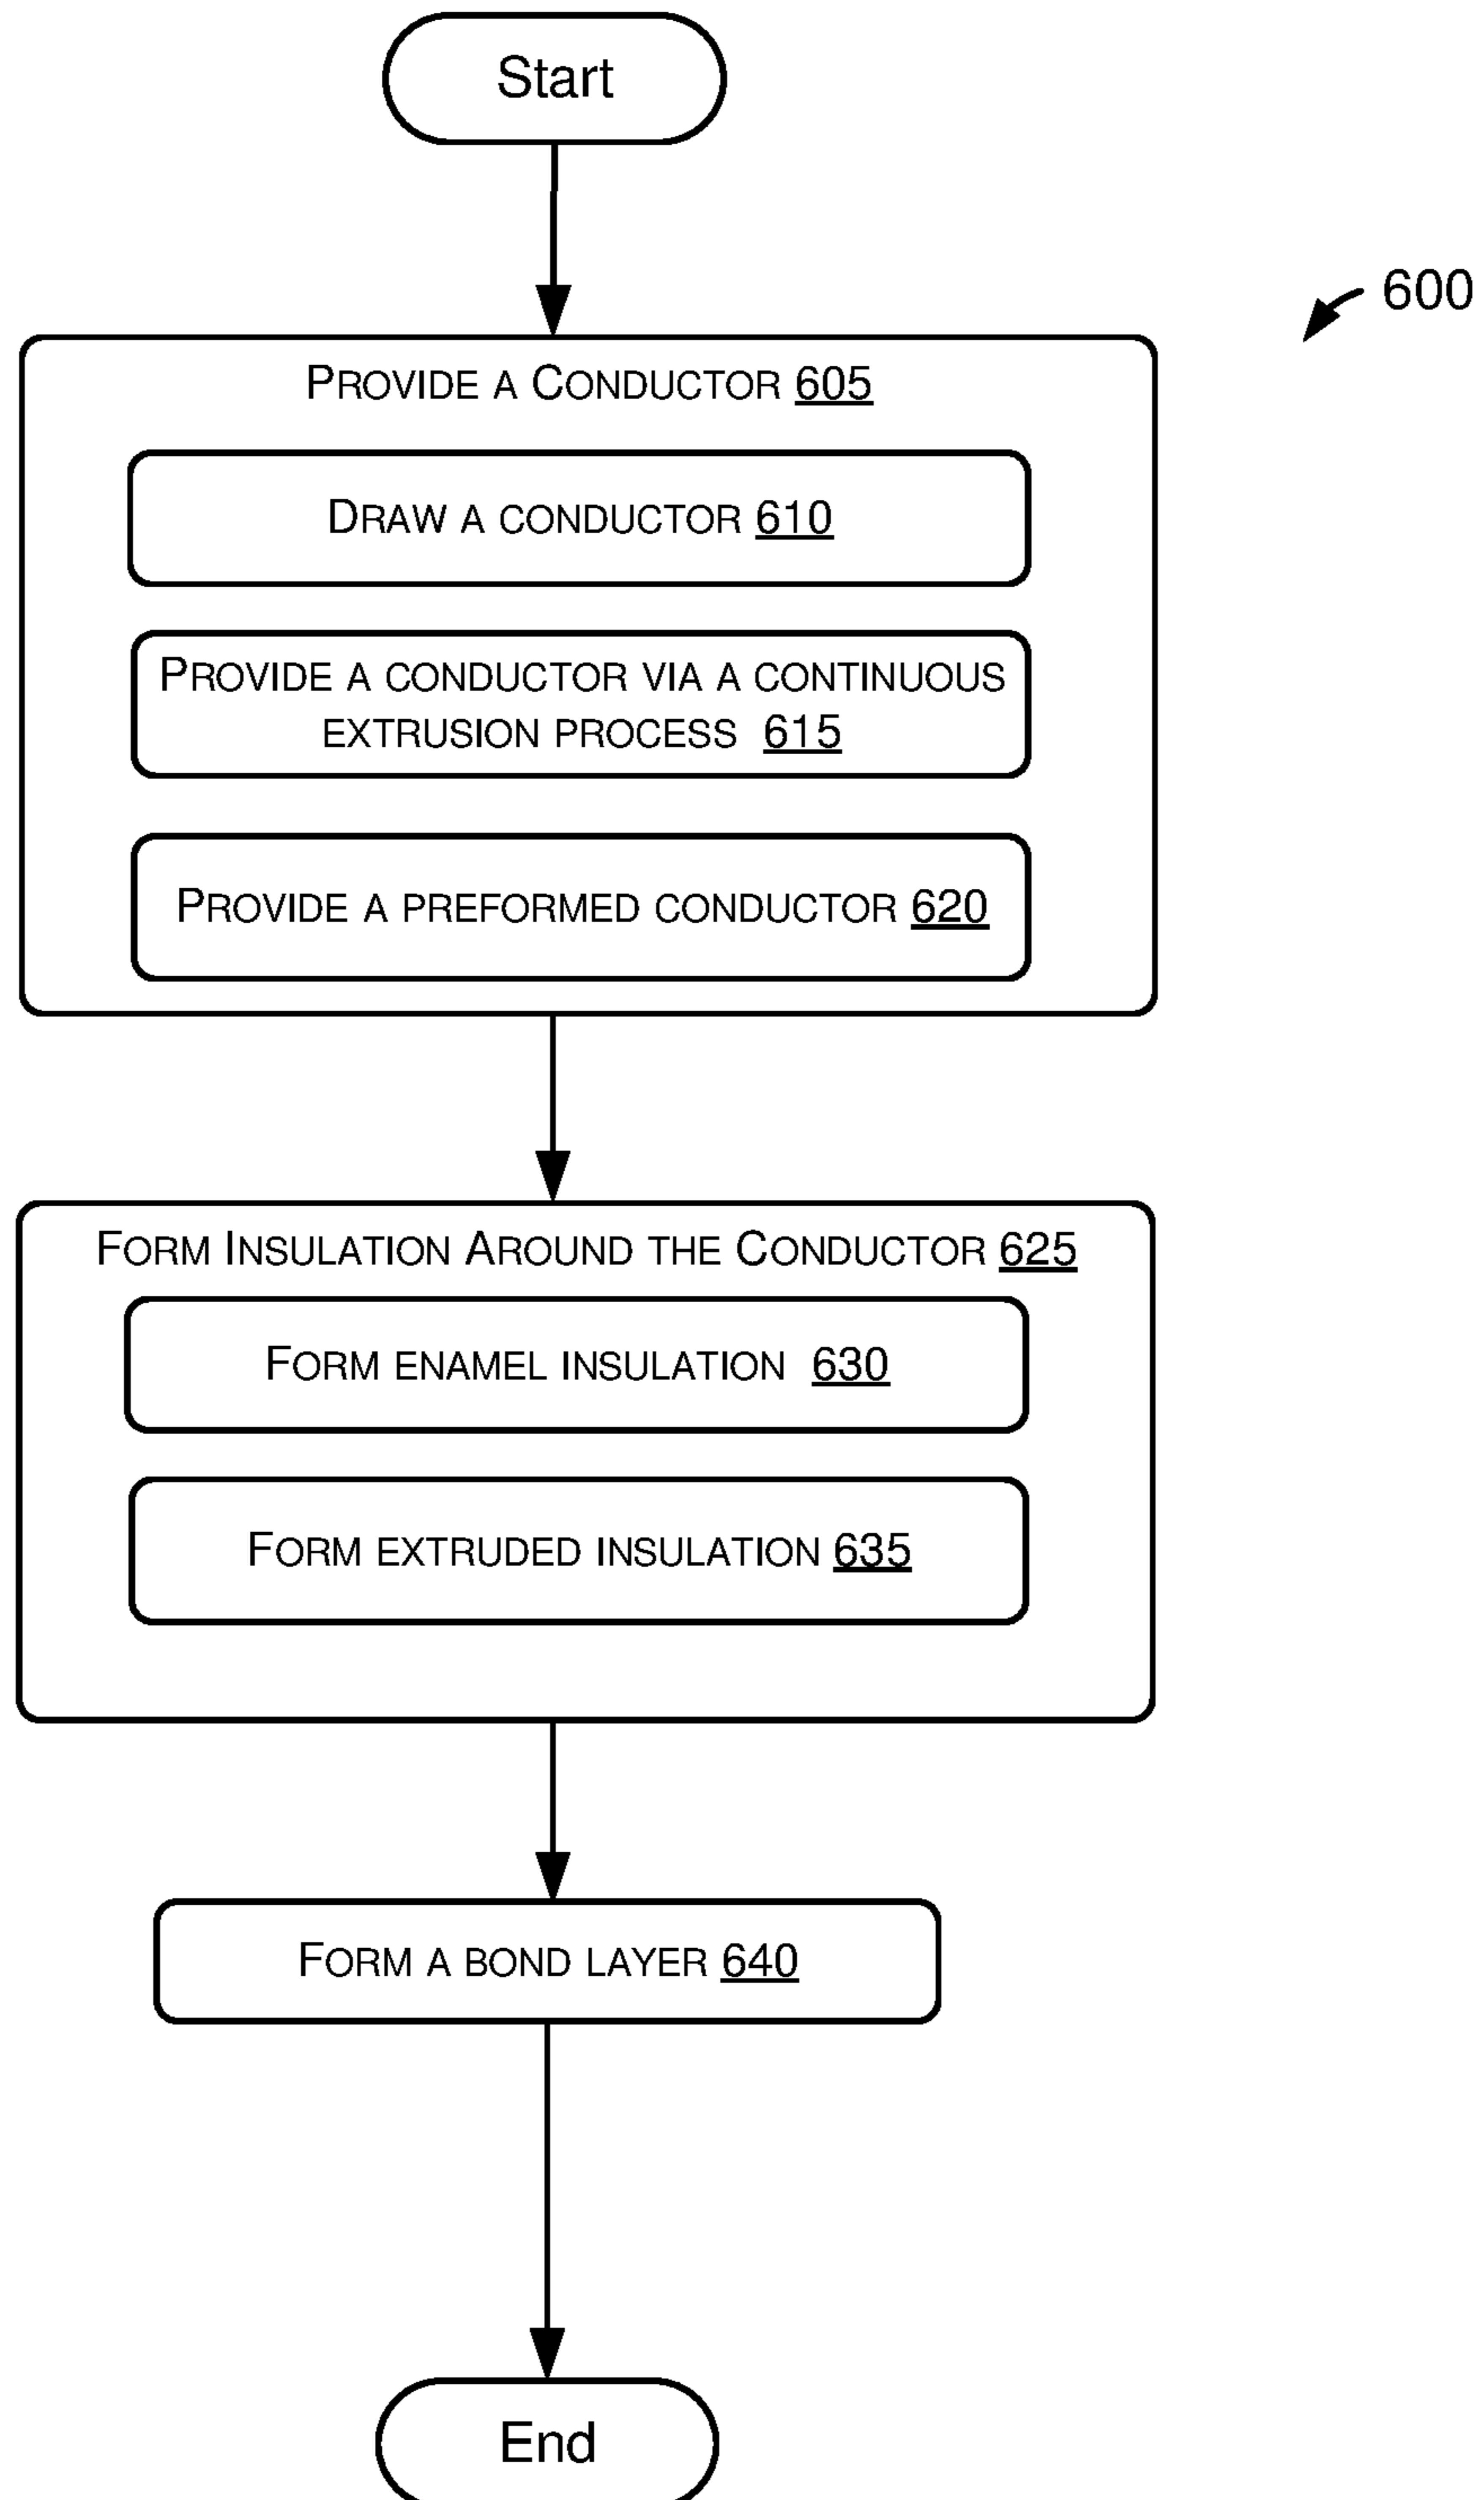 Start
600
PROVIDE A CONDUCTOR 605
DRAW A CONDUCTOR 610
PROVIDE A CONDUCTOR VIA A CONTINUOUS
EXTRUSION PROCESS 615
PROVIDE A PREFORMED CONDUCTOR 620
FORM INSULATION AROUND THE CONDUCTOR 625
FORM ENAMEL INSULATION 630
FORM EXTRUDED INSULATION 635
FORM A BOND LAYER 640
End